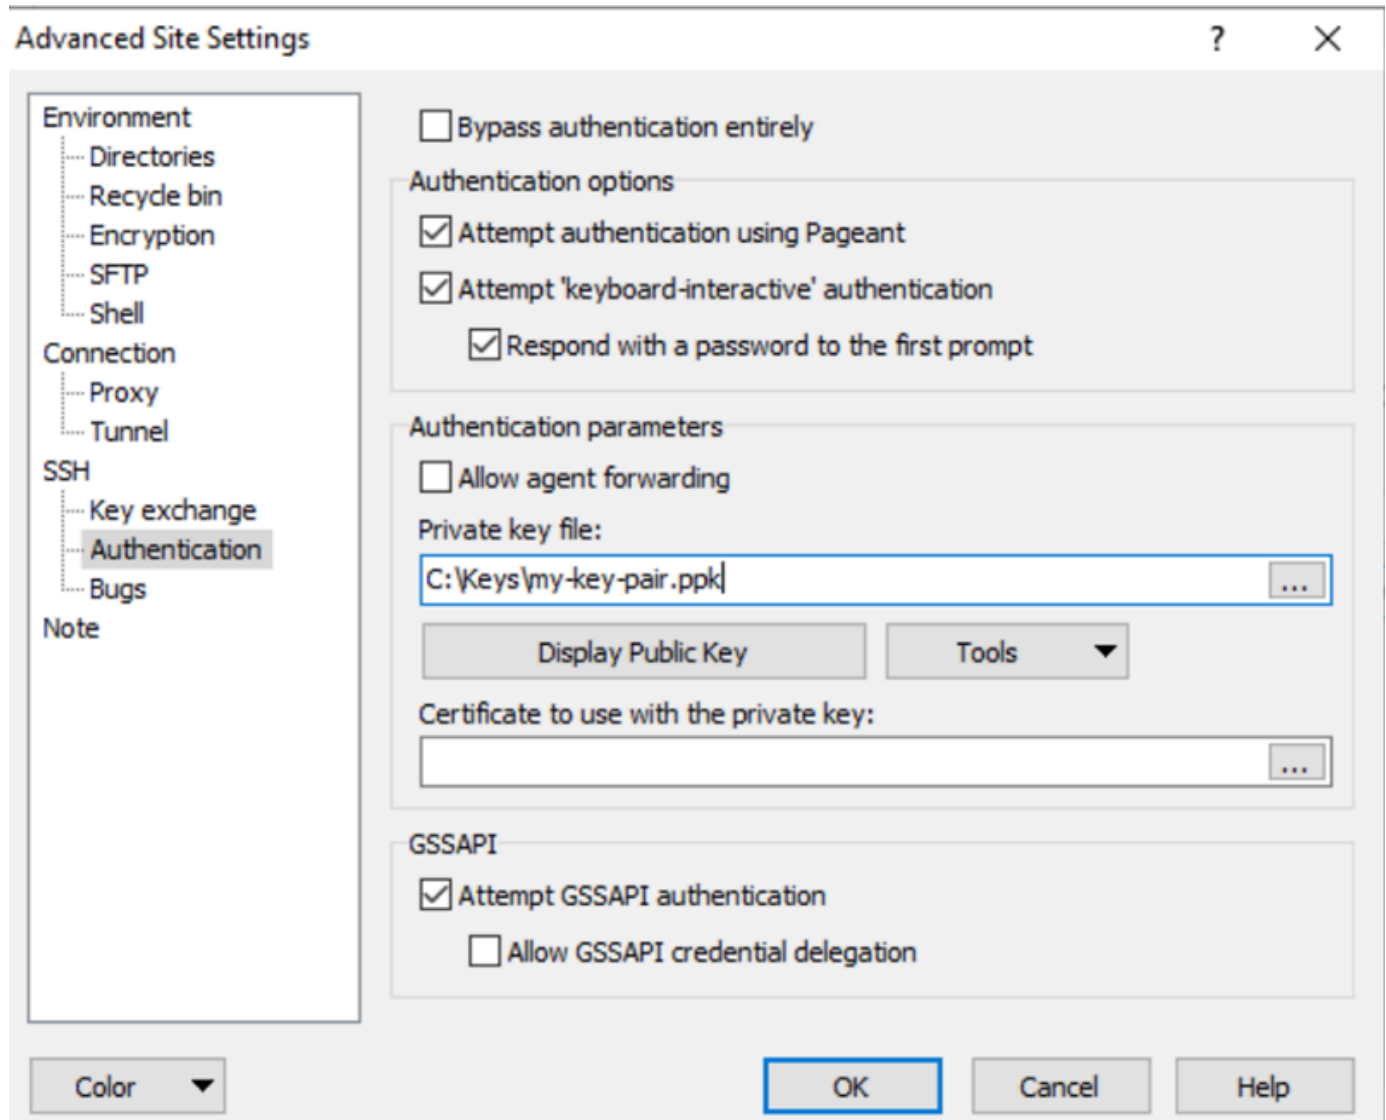 Advanced Site Settings
?
Environment
Directories
Recycle bin
Encryption
SFTP
Shell
Connection
Proxy
Tunnel
SSH
Key exchange
Authentication
Bugs
Note
Bypass authentication entirely
Authentication options
Attempt authentication using Pageant
Attempt 'keyboard-interactive' authentication
Respond with a password to the first prompt
Authentication parameters
Allow agent forwarding
Private key file:
C:\Keys\my-key-pair.ppk
...
Display Public Key
Tools
Certificate to use with the private key:
...
GSSAPI
Attempt GSSAPI authentication
Allow GSSAPI credential delegation
Color
OK
Cancel
Help